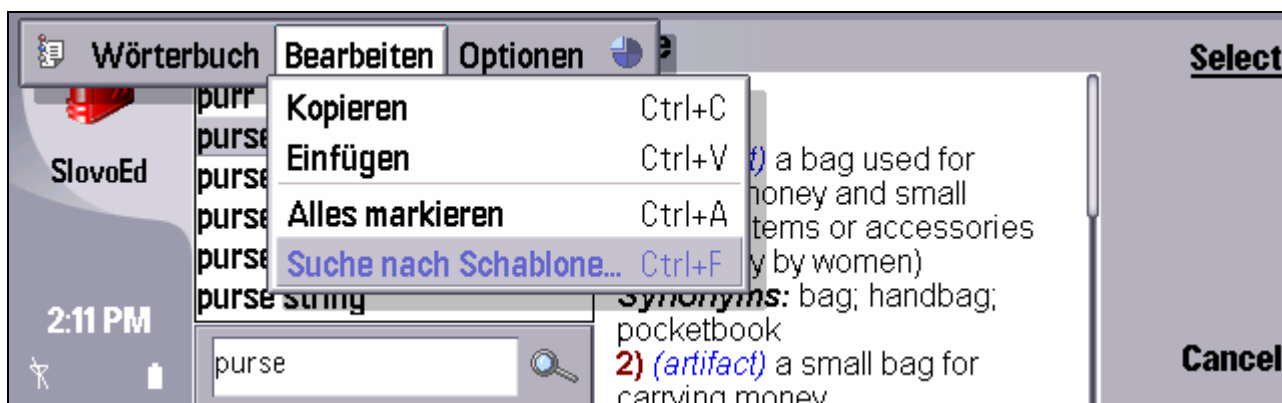 Wörterbuch Bearbeiten Optionen
Select
Kopieren Ctrl+C
Einfügen Ctrl+V
Alles markieren Ctrl+A
Suche nach Schablone... Ctrl+F
SlovoEd
purr
purse
purse
purse
purse
purse string
a bag used for
money and small
items or accessories
by women)
Synonyms: bag; handbag;
pocketbook
2) (artifact) a small bag for
carrying money
2:11 PM
purse
Cancel